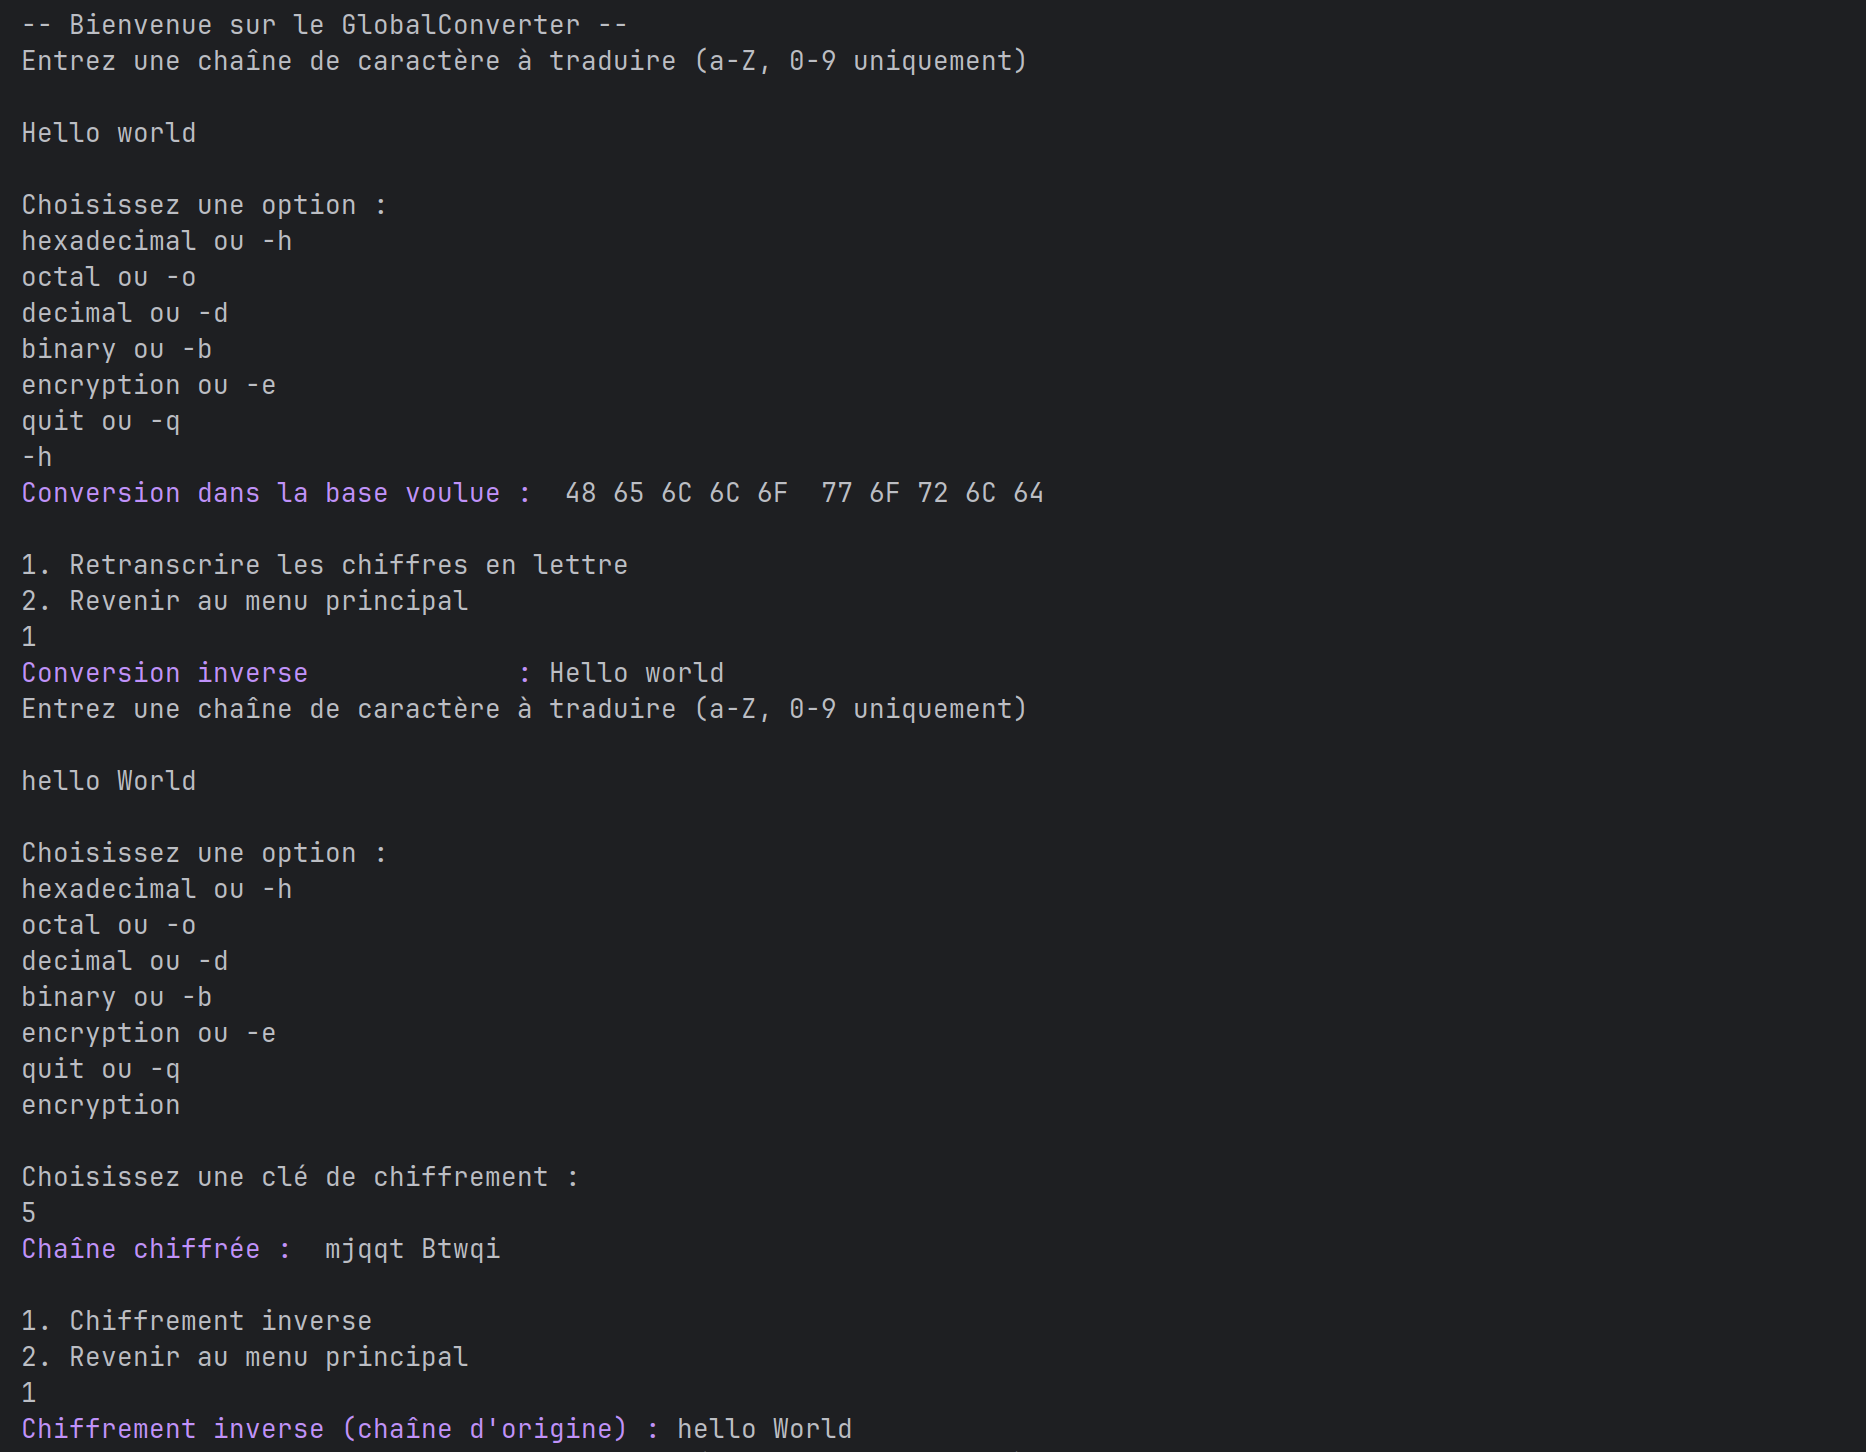 -- Bienvenue sur le GlobalConverter --
Entrez une chaîne de caractère à traduire (a-Z, 0-9 uniquement)
Hello world
Choisissez une option :
hexadecimal ou -h
octal ou -o
decimal ou -d
binary ou -b
encryption ou -e
quit ou -q
-h
Conversion dans la base voulue :  48 65 6C 6C 6F  77 6F 72 6C 64
1. Retranscrire les chiffres en lettre
2. Revenir au menu principal
1
Conversion inverse             : Hello world
Entrez une chaîne de caractère à traduire (a-Z, 0-9 uniquement)
hello World
Choisissez une option :
hexadecimal ou -h
octal ou -o
decimal ou -d
binary ou -b
encryption ou -e
quit ou -q
encryption
Choisissez une clé de chiffrement :
5
Chaîne chiffrée :  mjqqt Btwqi
1. Chiffrement inverse
2. Revenir au menu principal
1
Chiffrement inverse (chaîne d'origine) : hello World